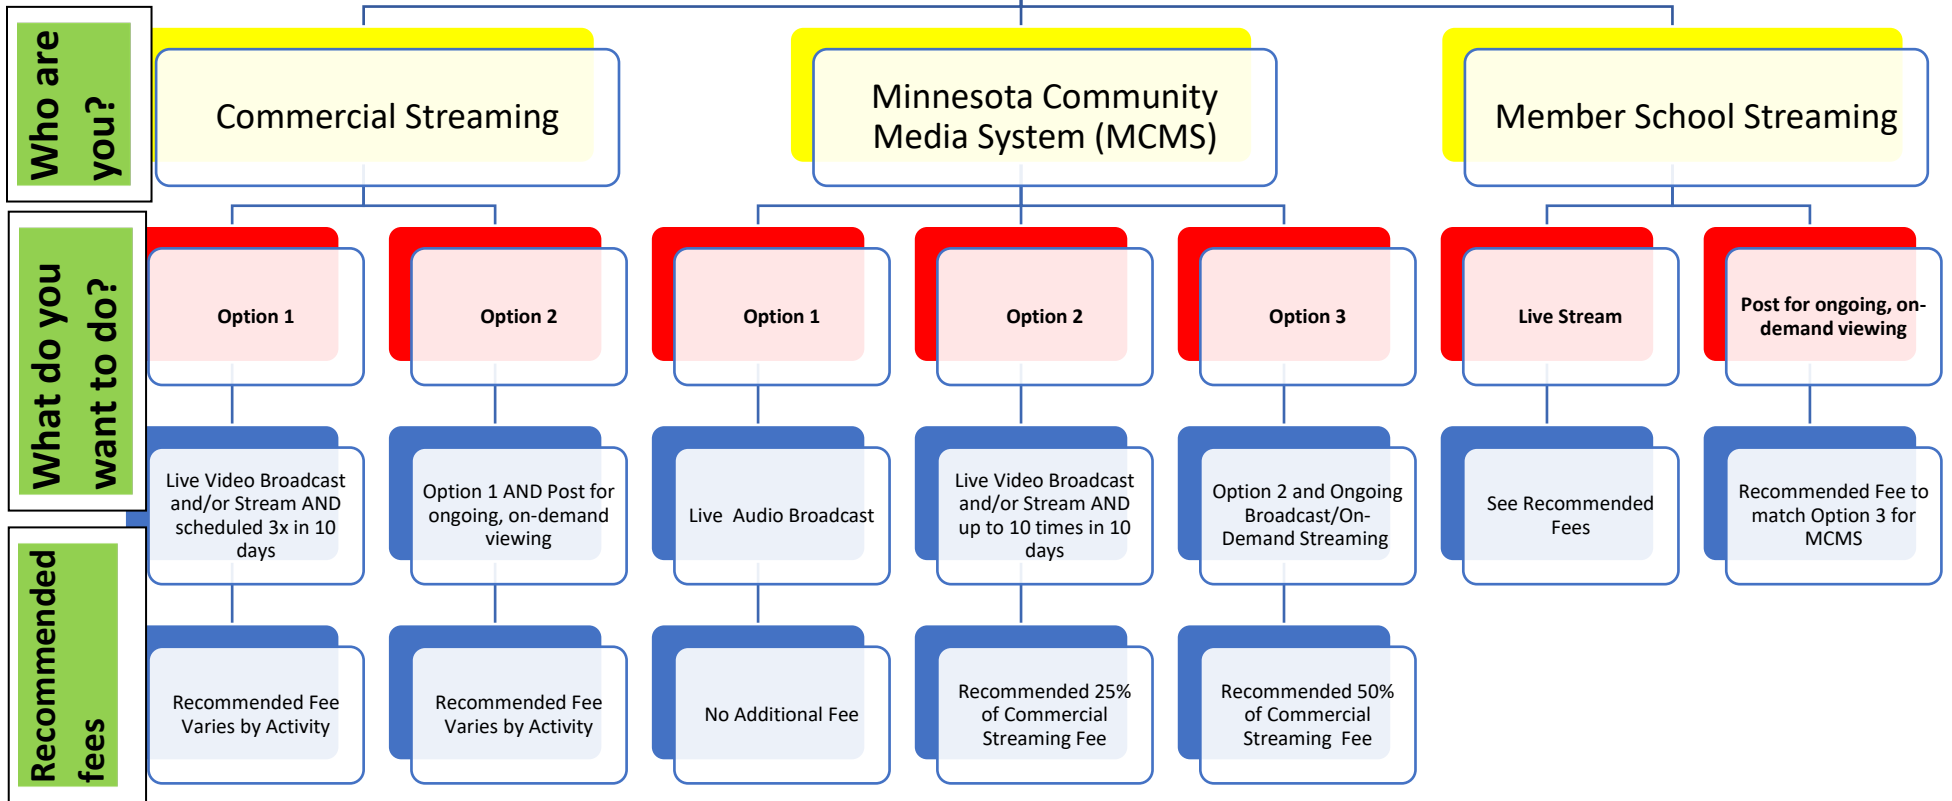 Who are
you?
Commercial Streaming
Minnesota Community
Media System (MCMS)
Member School Streaming
What do you
want to do?
Option 1
Option 2
Option 1
Option 2
Option 3
Live Stream
Post for ongoing, on-
demand viewing
Live Video Broadcast
and/or Stream AND
scheduled 3x in 10
days
Option 1 AND Post for
ongoing, on-demand
viewing
Live Audio Broadcast
Live Video Broadcast
and/or Stream AND
up to 10 times in 10
days
Option 2 and Ongoing
Broadcast/On-
Demand Streaming
See Recommended
Fees
Recommended Fee to
match Option 3 for
MCMS
Recommended
fees
Recommended Fee
Varies by Activity
Recommended Fee
Varies by Activity
No Additional Fee
Recommended 25%
of Commercial
Streaming Fee
Recommended 50%
of Commercial
Streaming Fee